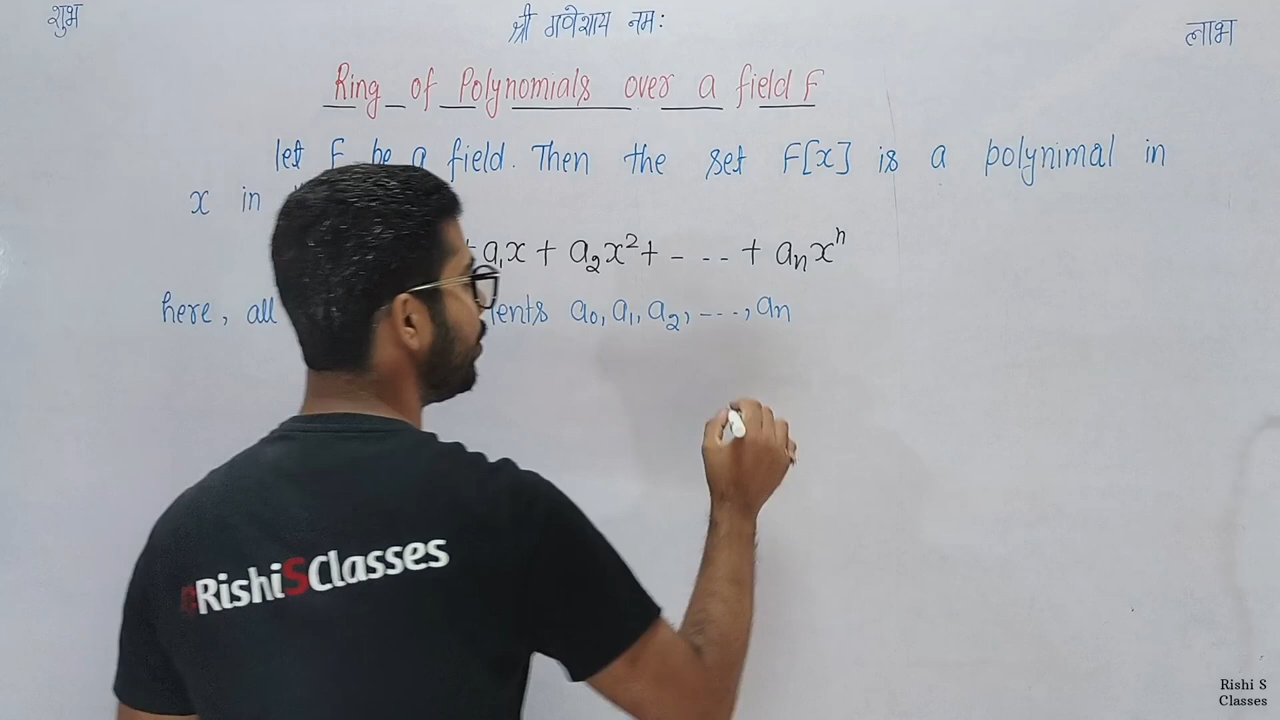 शुभ
श्री गणेशाय नम:
लाभ
Ring of Polynomials over a field F
let F be a field. Then the set F[x] is a polynimal in
x in
a₁x + a₂x² + - - - + aₙxⁿ
here, all a₀, a₁, a₂, ---, aₙ
#RishiSClasses
Rishi S
Classes